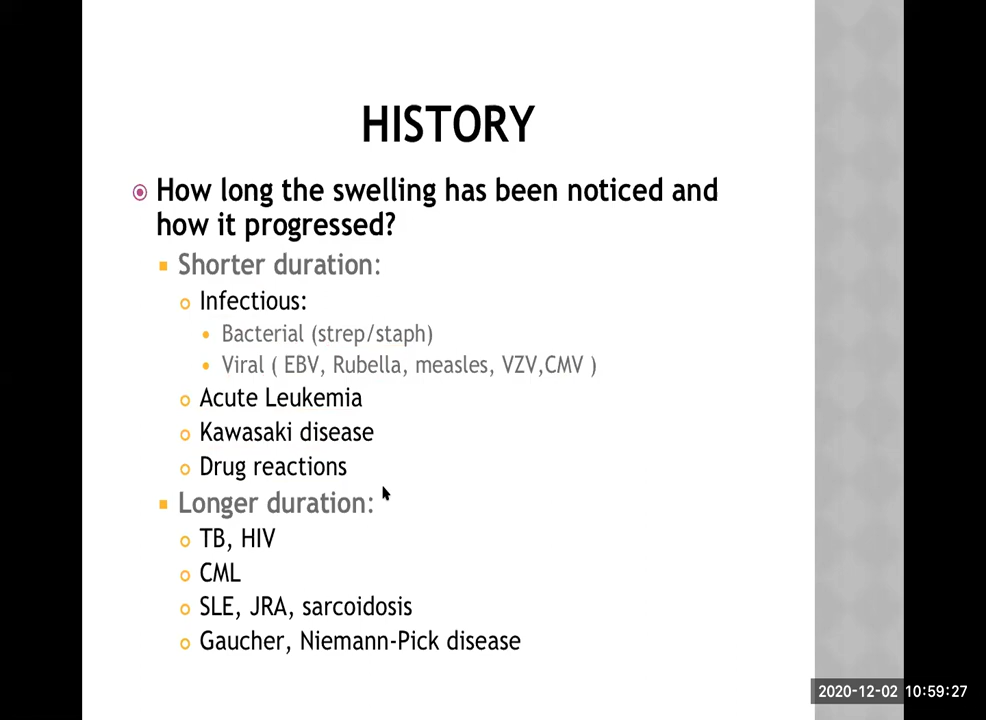 HISTORY
How long the swelling has been noticed and
how it progressed?
Shorter duration:
Infectious:
Bacterial (strep/staph)
Viral ( EBV, Rubella, measles, VZV,CMV )
Acute Leukemia
Kawasaki disease
Drug reactions
Longer duration:
TB, HIV
CML
SLE, JRA, sarcoidosis
Gaucher, Niemann-Pick disease
2020-12-02 10:59:27